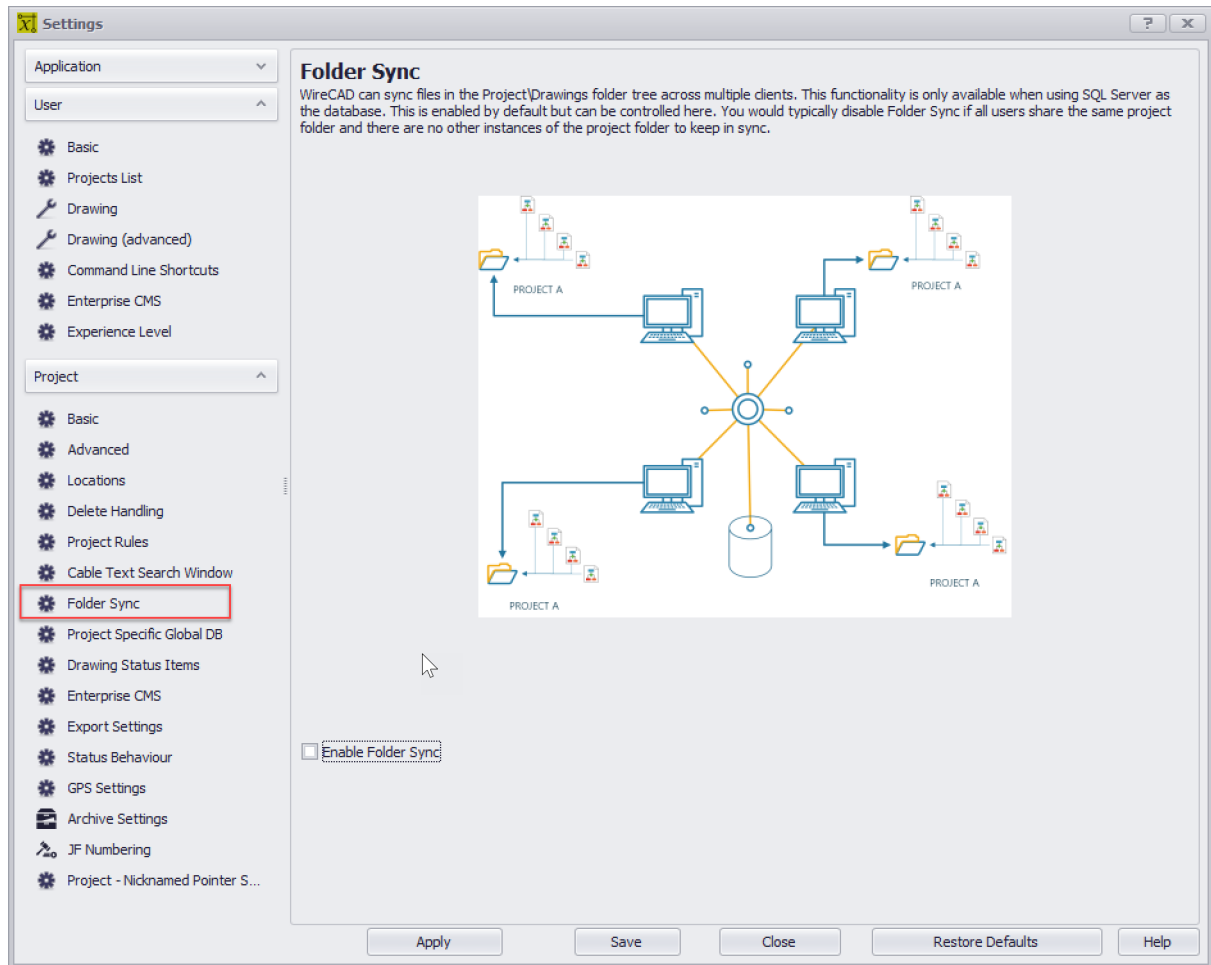 Settings
?
x
Application
User
Basic
Projects List
Drawing
Drawing (advanced)
Command Line Shortcuts
Enterprise CMS
Experience Level
Project
Basic
Advanced
Locations
Delete Handling
Project Rules
Cable Text Search Window
Folder Sync
Project Specific Global DB
Drawing Status Items
Enterprise CMS
Export Settings
Status Behaviour
GPS Settings
Archive Settings
JF Numbering
Project - Nicknamed Pointer S...
Folder Sync
WireCAD can sync files in the Project\Drawings folder tree across multiple clients. This functionality is only available when using SQL Server as
the database. This is enabled by default but can be controlled here. You would typically disable Folder Sync if all users share the same project
folder and there are no other instances of the project folder to keep in sync.
PROJECT A
PROJECT A
PROJECT A
PROJECT A
Enable Folder Sync
Apply
Save
Close
Restore Defaults
Help